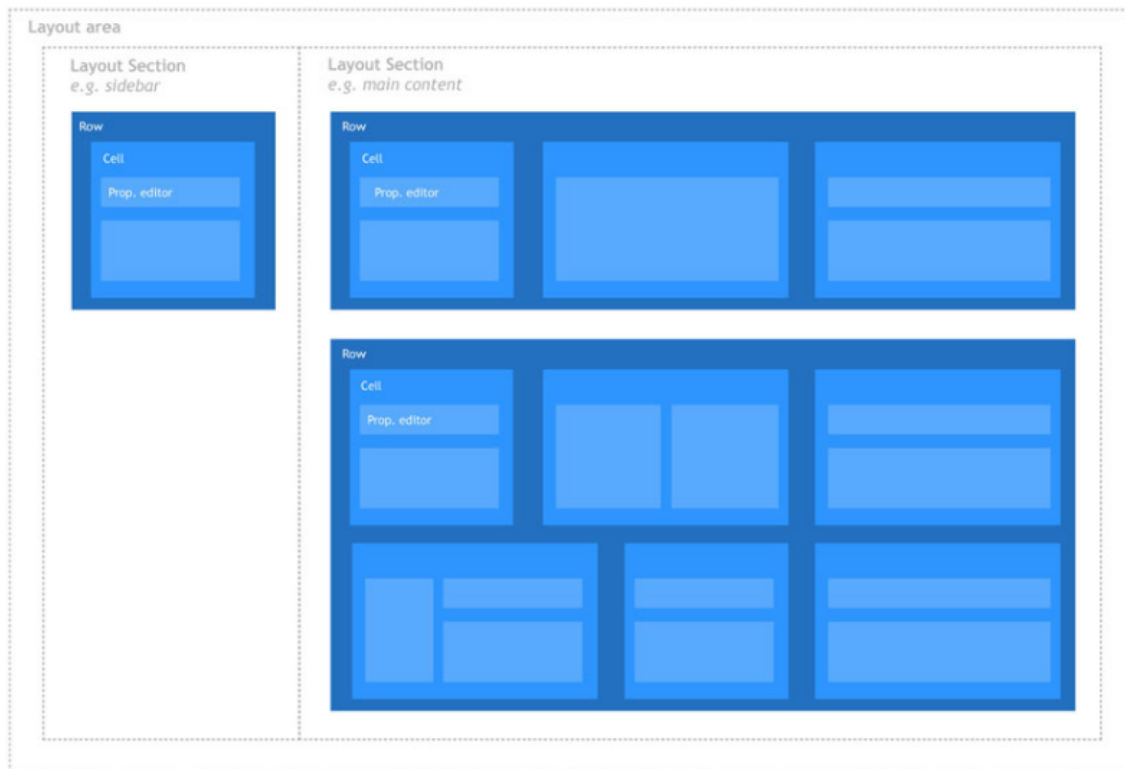 Layout area
Layout Section
e.g. sidebar
Row
Cell
Prop. editor
Layout Section
e.g. main content
Row
Cell
Prop. editor
Row
Cell
Prop. editor